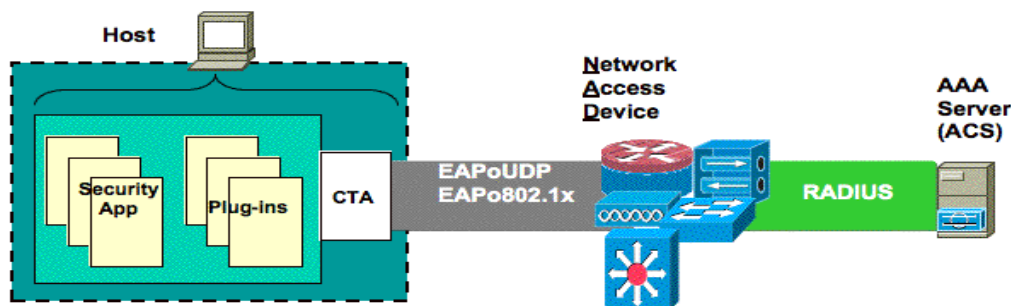 Host
Security
App
Plug-ins
CTA
EAPoUDP
EAPo802.1x
Network
Access
Device
RADIUS
AAA
Server
(ACS)